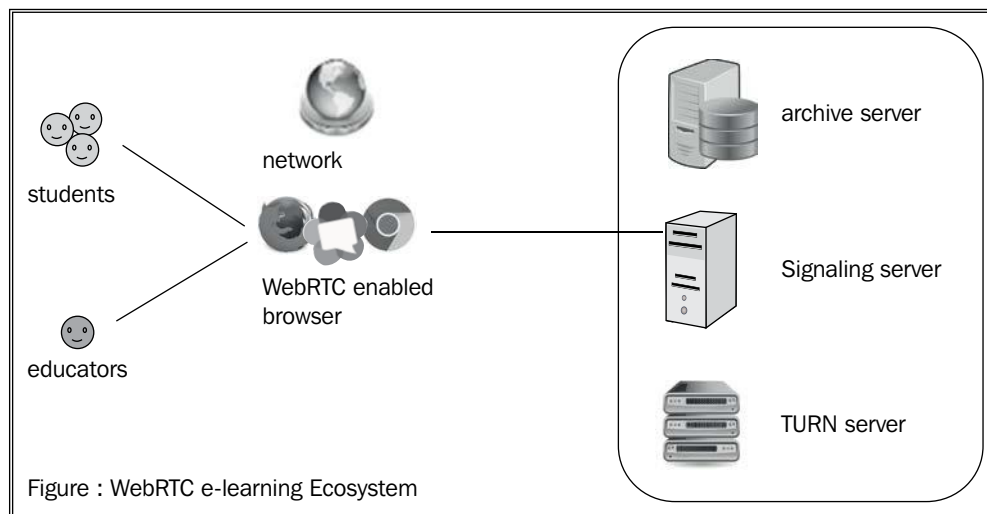 students
educators
network
WebRTC enabled
browser
archive server
Signaling server
TURN server
Figure : WebRTC e-learning Ecosystem